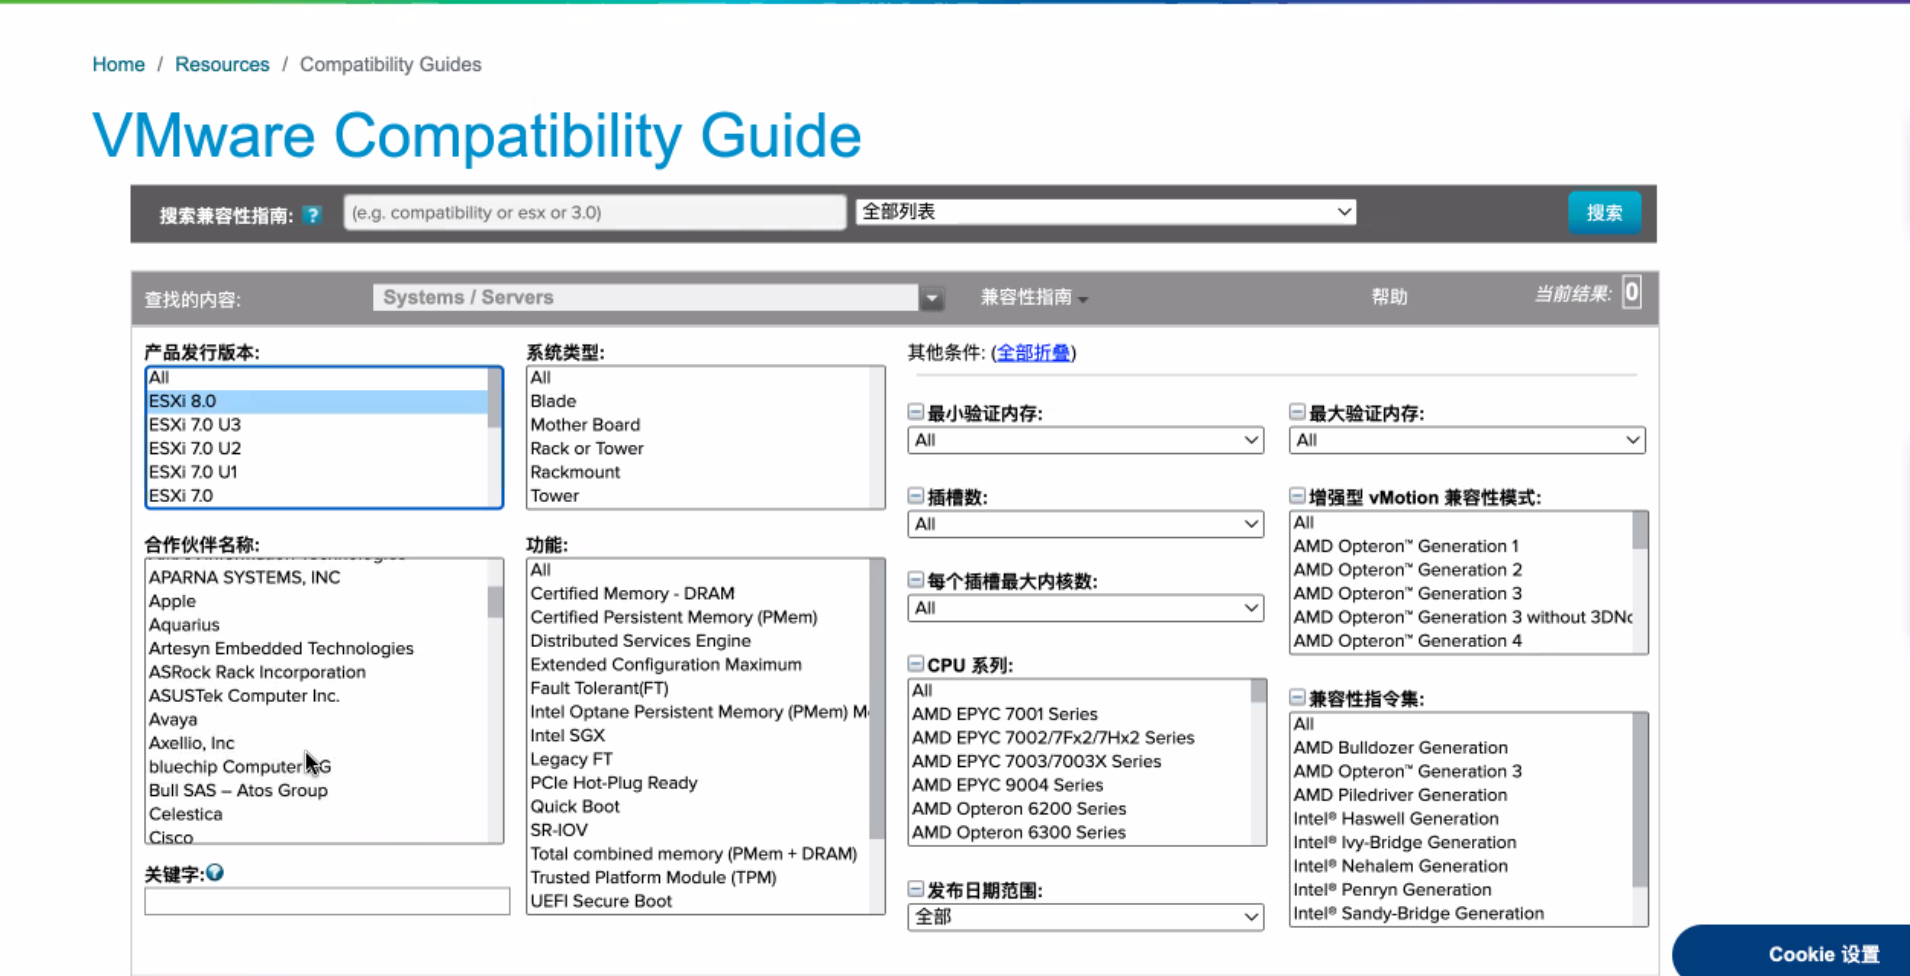 Home / Resources / Compatibility Guides
VMware Compatibility Guide
搜索兼容性指南: ? (e.g. compatibility or esx or 3.0) 全部列表 搜索
查找的内容: Systems / Servers 兼容性指南 帮助 当前结果: 0
产品发行版本:
All
ESXi 8.0
ESXi 7.0 U3
ESXi 7.0 U2
ESXi 7.0 U1
ESXi 7.0
系统类型:
All
Blade
Mother Board
Rack or Tower
Rackmount
Tower
合作伙伴名称:
APARNA SYSTEMS, INC
Apple
Aquarius
Artesyn Embedded Technologies
ASRock Rack Incorporation
ASUSTek Computer Inc.
Avaya
Axellio, Inc
bluechip Computer G
Bull SAS – Atos Group
Celestica
Cisco
关键字:
功能:
All
Certified Memory - DRAM
Certified Persistent Memory (PMem)
Distributed Services Engine
Extended Configuration Maximum
Fault Tolerant(FT)
Intel Optane Persistent Memory (PMem) M
Intel SGX
Legacy FT
PCIe Hot-Plug Ready
Quick Boot
SR-IOV
Total combined memory (PMem + DRAM)
Trusted Platform Module (TPM)
UEFI Secure Boot
其他条件: (全部折叠)
最小验证内存:
All
插槽数:
All
每个插槽最大内核数:
All
CPU 系列:
All
AMD EPYC 7001 Series
AMD EPYC 7002/7Fx2/7Hx2 Series
AMD EPYC 7003/7003X Series
AMD EPYC 9004 Series
AMD Opteron 6200 Series
AMD Opteron 6300 Series
发布日期范围:
全部
最大验证内存:
All
增强型 vMotion 兼容性模式:
All
AMD Opteron™ Generation 1
AMD Opteron™ Generation 2
AMD Opteron™ Generation 3
AMD Opteron™ Generation 3 without 3DNo
AMD Opteron™ Generation 4
兼容性指令集:
All
AMD Bulldozer Generation
AMD Opteron™ Generation 3
AMD Piledriver Generation
Intel® Haswell Generation
Intel® Ivy-Bridge Generation
Intel® Nehalem Generation
Intel® Penryn Generation
Intel® Sandy-Bridge Generation
Cookie 设置